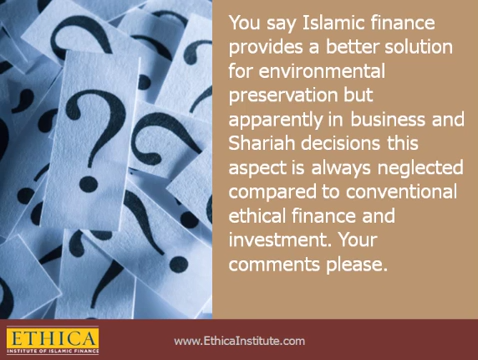 You say Islamic finance
provides a better solution
for environmental
preservation but
apparently in business and
Shariah decisions this
aspect is always neglected
compared to conventional
ethical finance and
investment. Your
comments please.
ETHICA
INSTITUTE OF ISLAMIC FINANCE
www.EthicaInstitute.com